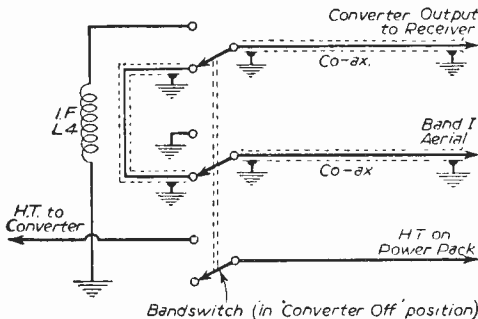 Converter Output
to Receiver
Co-ax.
I.F
L4
Band I
Aerial
Co-ax
H.T. to
Converter
HT on
Power Pack
Bandswitch (in 'Converter Off' position)